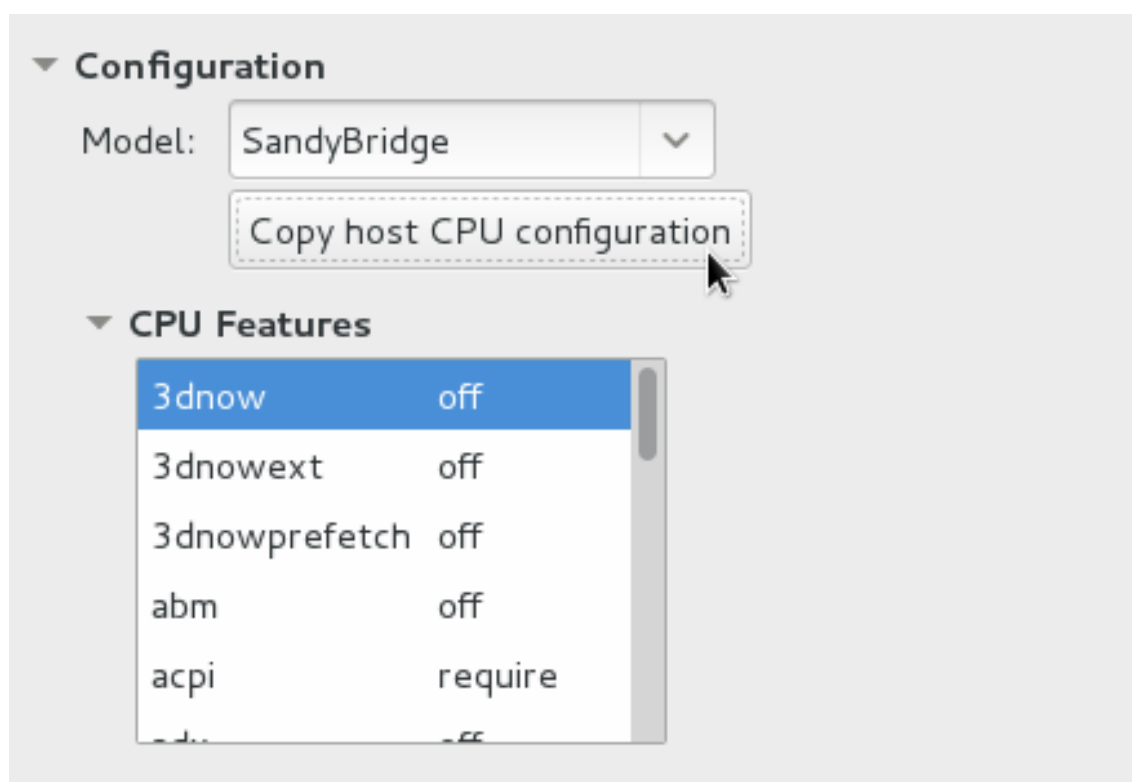 Configuration
Model: SandyBridge
Copy host CPU configuration
CPU Features
3dnow off
3dnowext off
3dnowprefetch off
abm off
acpi require